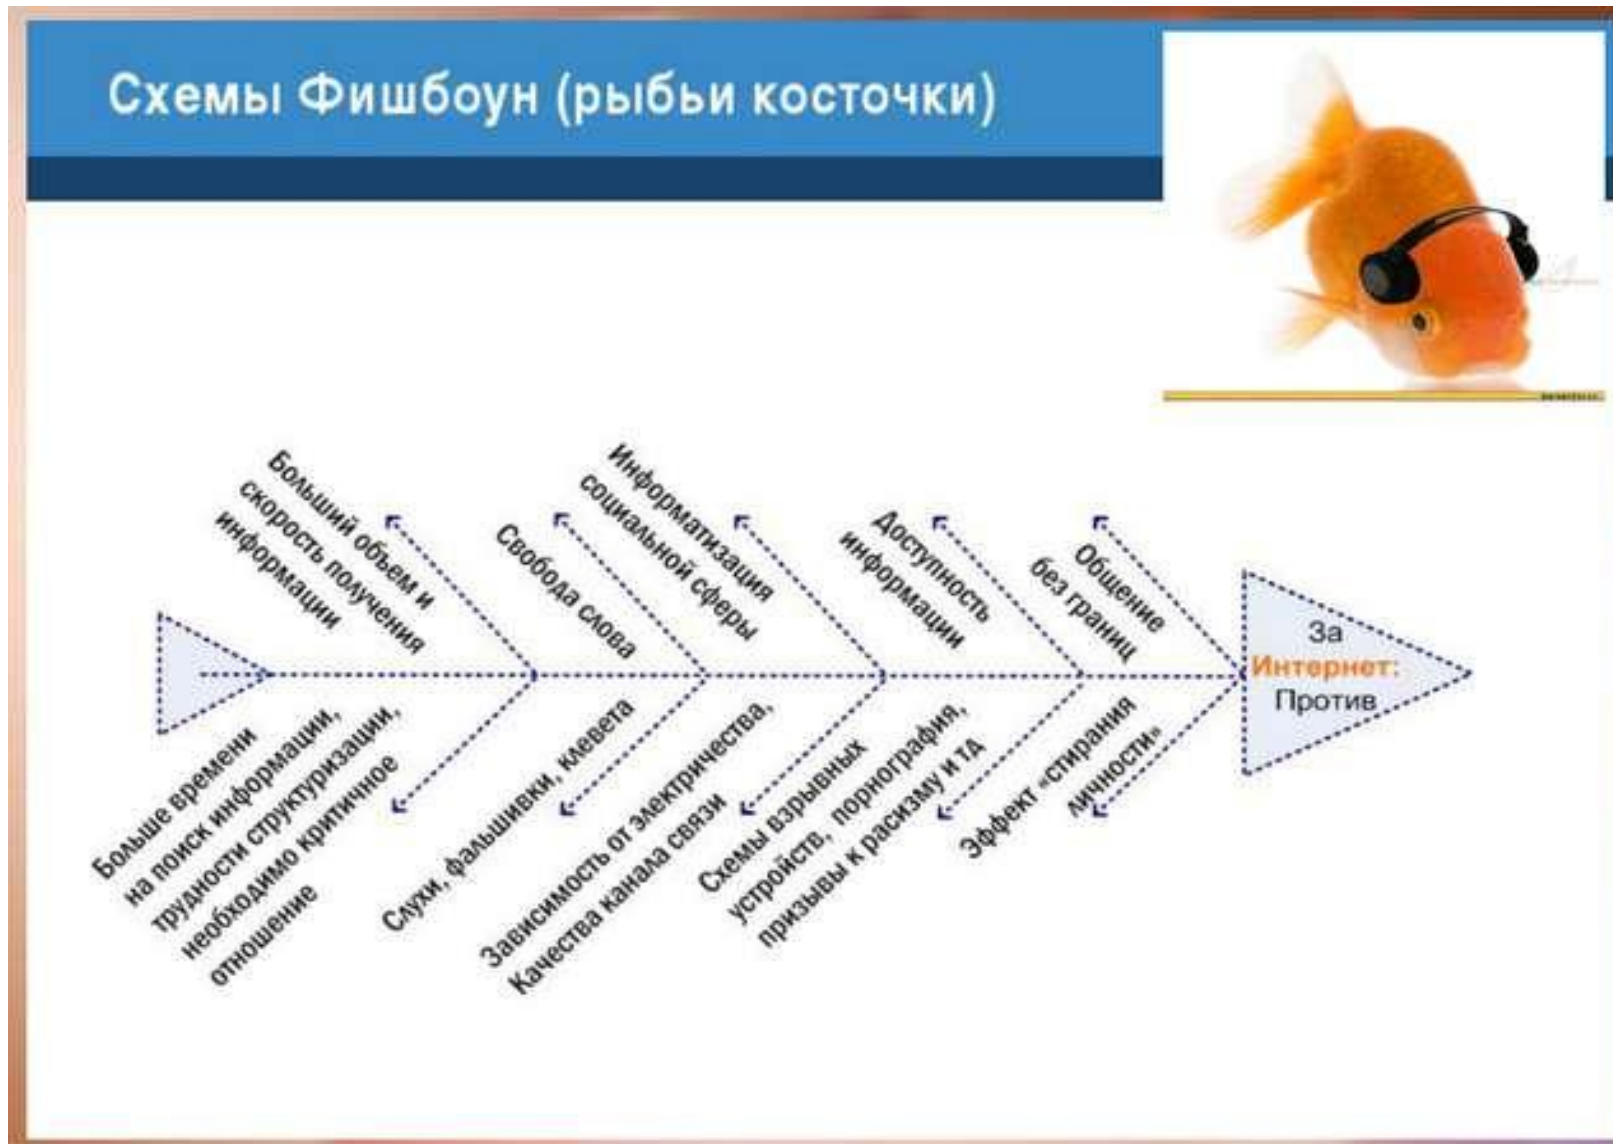 Схемы Фишбоун (рыбьи косточки)
Больший объем и
скорость получения
информации
Свобода слова
Информатизация
социальной сферы
Доступность
информации
Общение
без границ
За
Интернет:
Против
Больше времени
на поиск информации,
трудности структуризации,
необходимо критичное
отношение
Слухи, фальшивки, клевета
Зависимость от электричества,
Качества канала связи
Схемы взрывных
устройств, порнография,
призывы к расизму и тд
Эффект «стирания
личности»